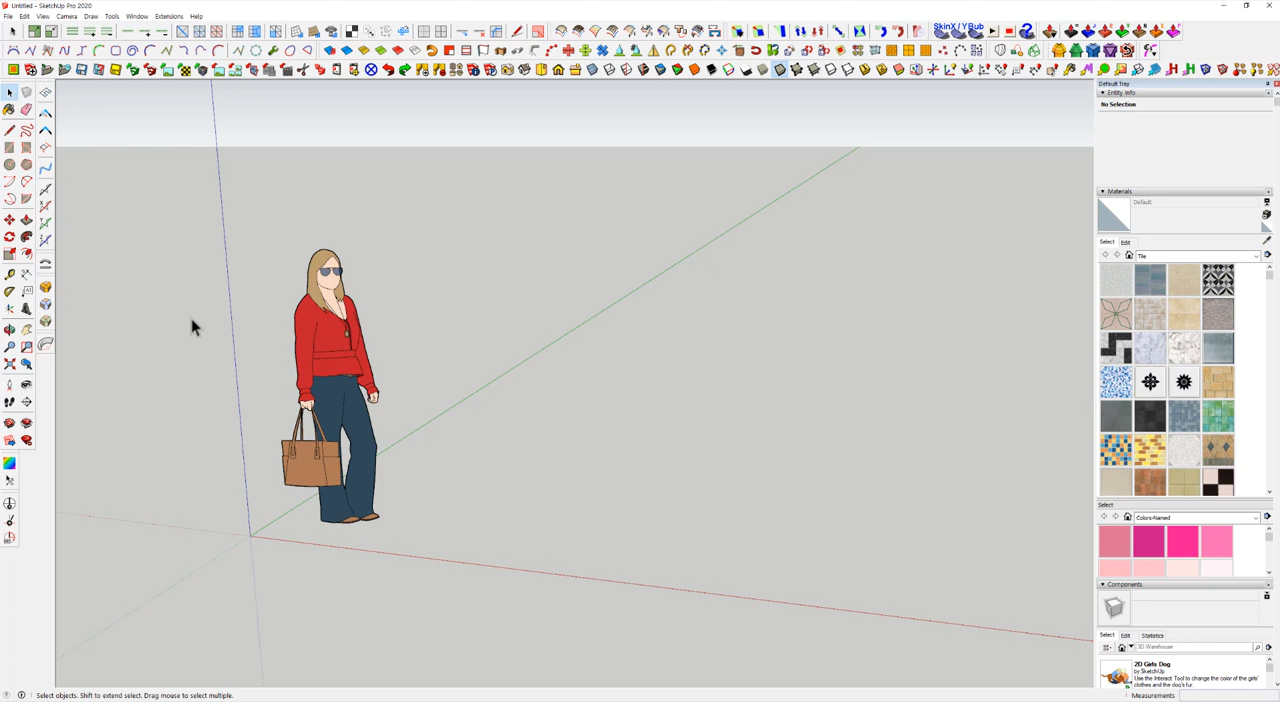 Untitled - SketchUp Pro 2020
File Edit View Camera Draw Tools Window Extensions Help
SkinX/YBub
Default Tray
Entity Info
No Selection
Materials
Default
Select Edit
Tile
Select
Colors-Named
Components
Select Edit Statistics
3D Warehouse
2D Girls Dog
by SketchUp
Use the Interact Tool to change the color of the girls'
clothes and the dog's fur.
Select objects. Shift to extend select. Drag mouse to select multiple.
Measurements